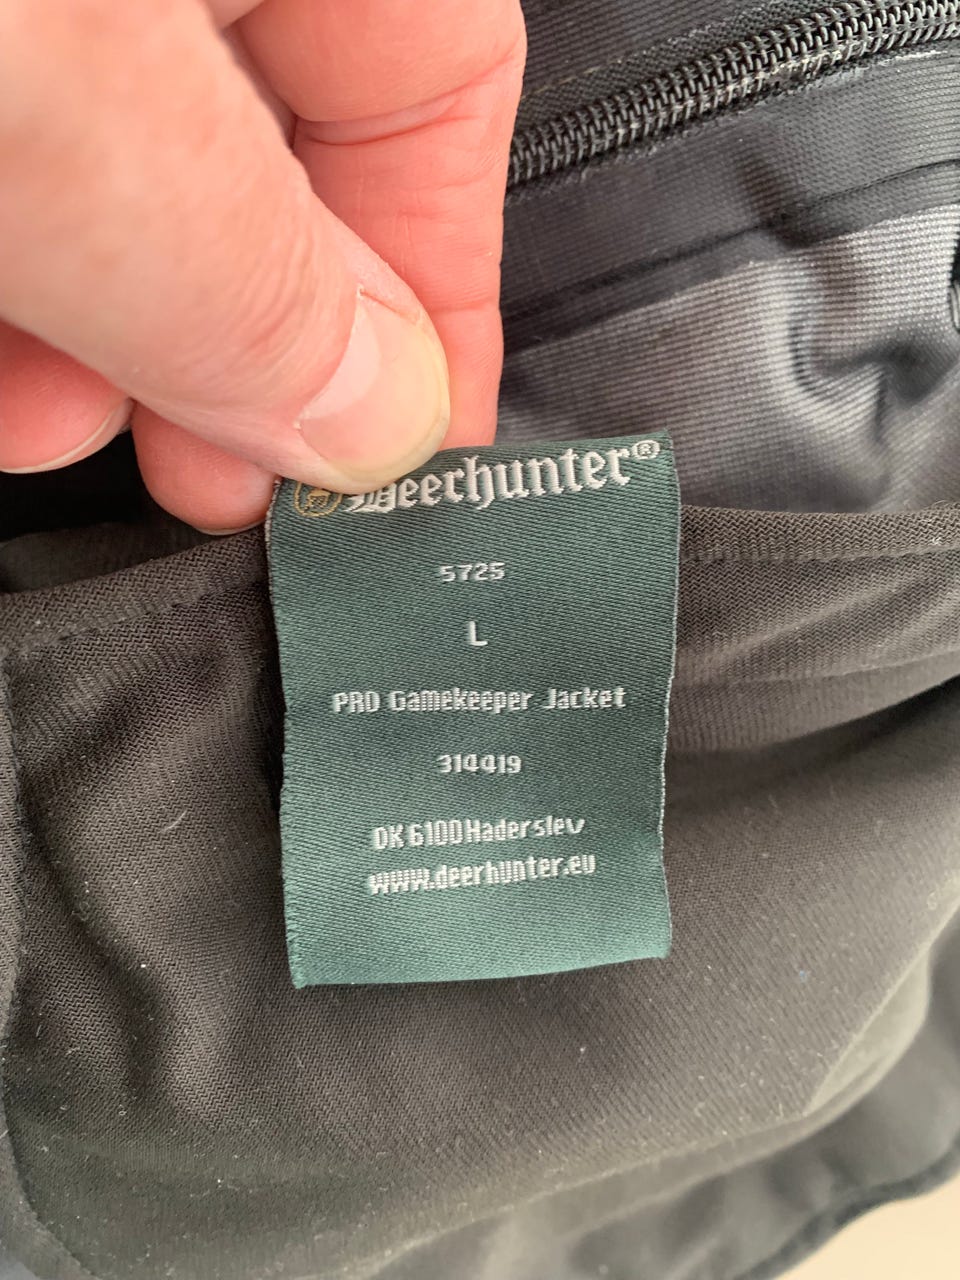 Deerhunter®
5725
L
PRO Gamekeeper Jacket
314419
DK 6100 Haderslev
www.deerhunter.eu